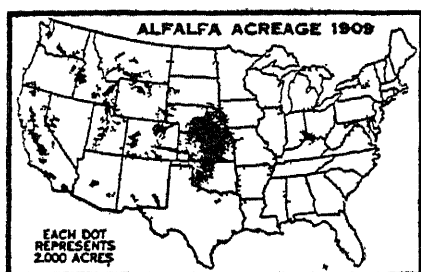 ALFALFA ACREAGE 1909
EACH DOT
REPRESENTS
2,000 ACRES